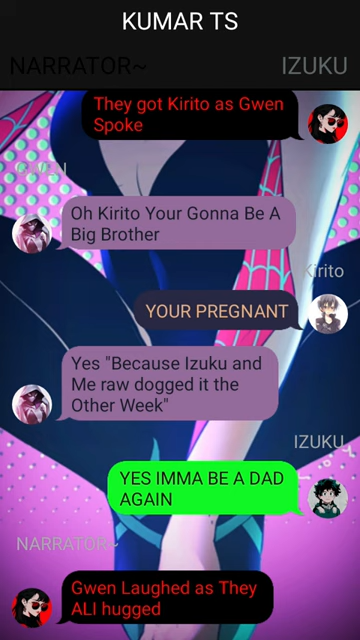 KUMAR TS
NARRATOR~
IZUKU
They got Kirito as Gwen
Spoke
Oh Kirito Your Gonna Be A
Big Brother
Kirito
YOUR PREGNANT
Yes "Because Izuku and
Me raw dogged it the
Other Week"
IZUKU
YES IMMA BE A DAD
AGAIN
NARRATOR~
Gwen Laughed as They
ALl hugged